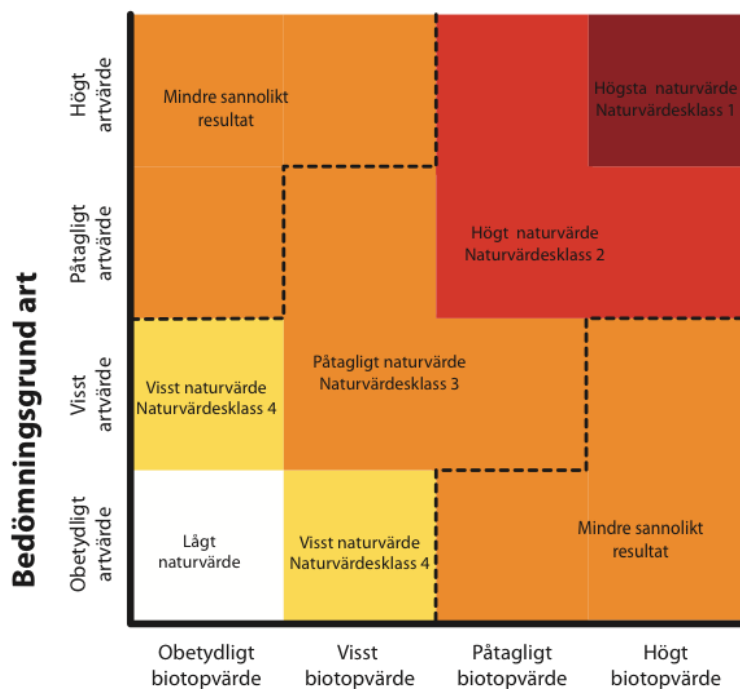 Bedömningsgrund art
Högt
artvärde
Påtagligt
artvärde
Visst
artvärde
Obetydligt
artvärde
Mindre sannolikt
resultat
Högsta naturvärde
Naturvärdesklass 1
Högt naturvärde
Naturvärdesklass 2
Påtagligt naturvärde
Naturvärdesklass 3
Visst naturvärde
Naturvärdesklass 4
Lågt
naturvärde
Visst naturvärde
Naturvärdesklass 4
Mindre sannolikt
resultat
Obetydligt
biotopvärde
Visst
biotopvärde
Påtagligt
biotopvärde
Högt
biotopvärde